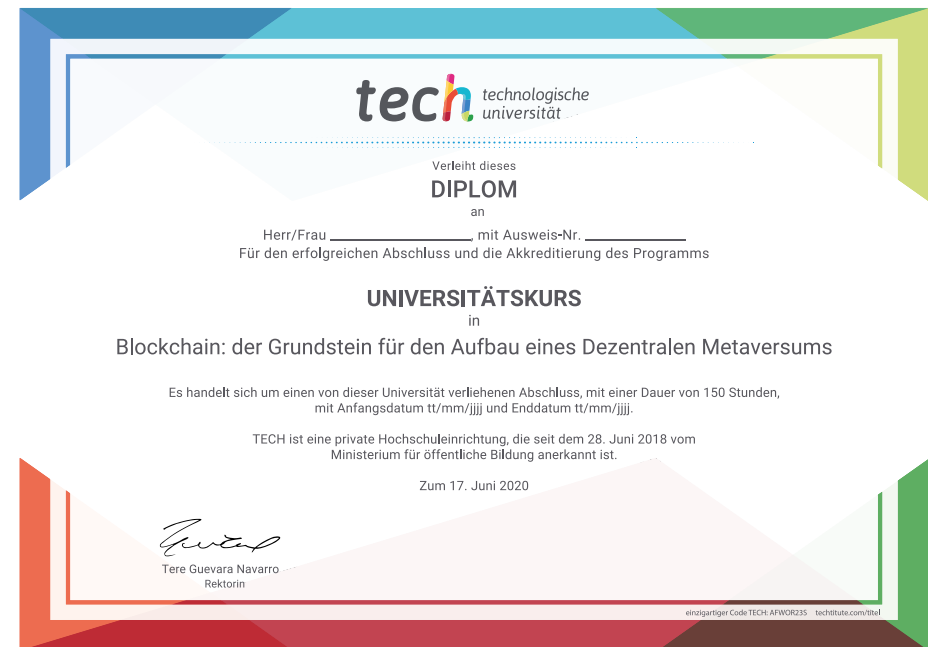 tech technologische
universität
Verleiht dieses
DIPLOM
an
Herr/Frau ____________, mit Ausweis-Nr. ____________
Für den erfolgreichen Abschluss und die Akkreditierung des Programms
UNIVERSITÄTSKURS
in
Blockchain: der Grundstein für den Aufbau eines Dezentralen Metaversums
Es handelt sich um einen von dieser Universität verliehenen Abschluss, mit einer Dauer von 150 Stunden,
mit Anfangsdatum tt/mm/jjjj und Enddatum tt/mm/jjjj.
TECH ist eine private Hochschuleinrichtung, die seit dem 28. Juni 2018 vom
Ministerium für öffentliche Bildung anerkannt ist.
Zum 17. Juni 2020
Tere Guevara Navarro
Rektorin
einzigartiger Code TECH: AFWOR23S techtitute.com/titel